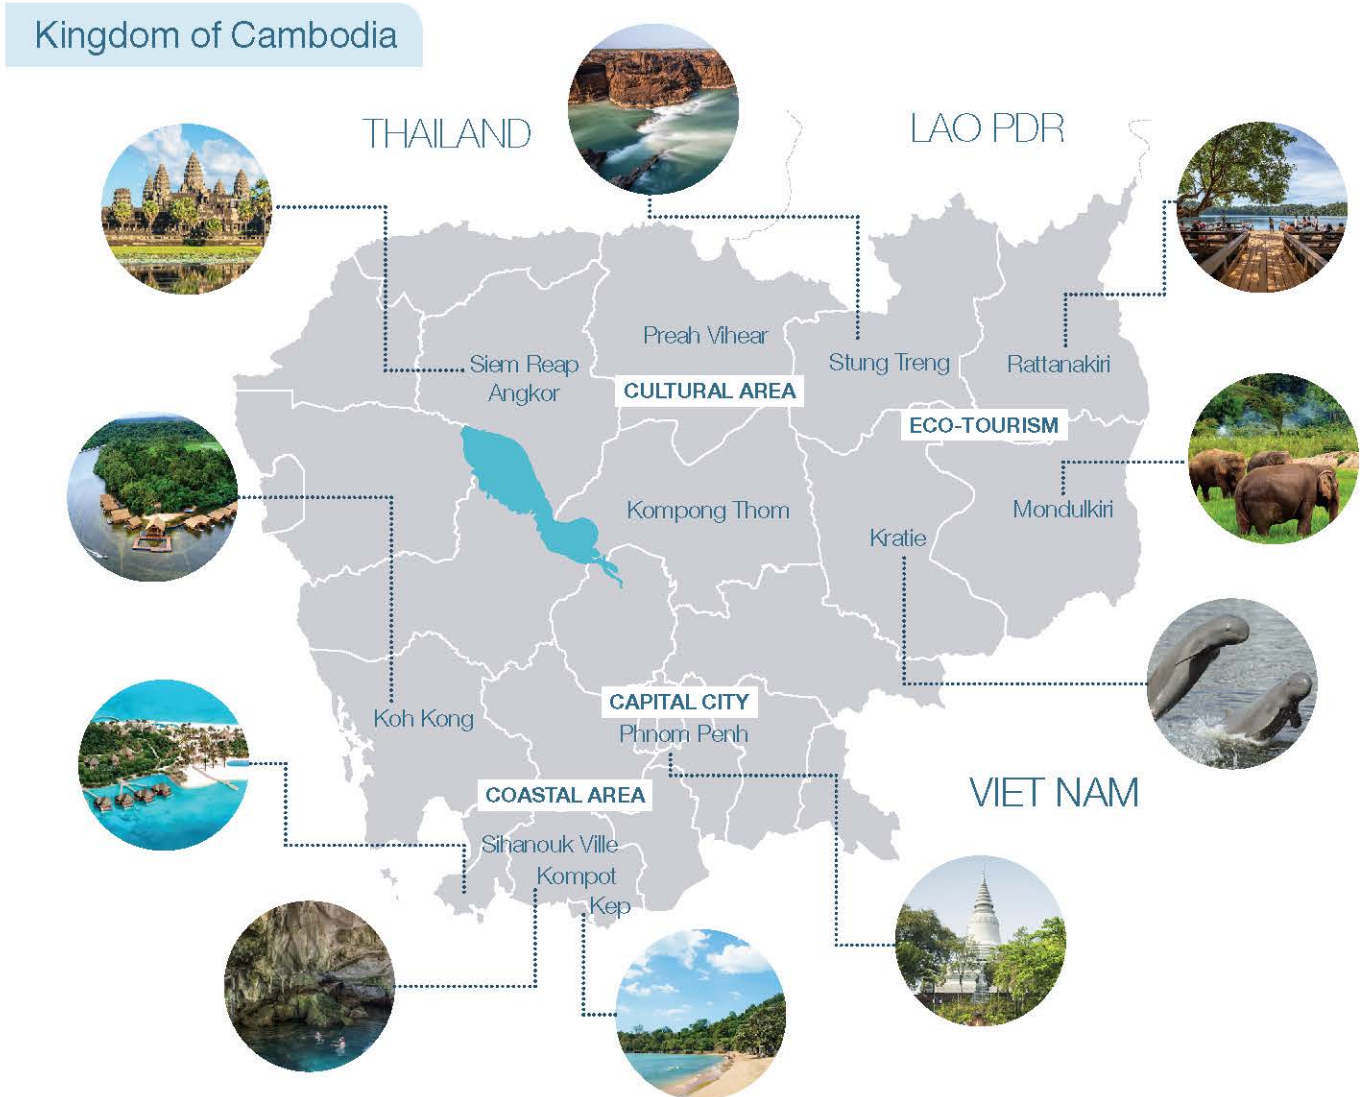 Kingdom of Cambodia
THAILAND
LAO PDR
Preah Vihear
Stung Treng
Rattanakiri
Siem Reap
Angkor
CULTURAL AREA
ECO-TOURISM
Kompong Thom
Mondulkiri
Kratie
CAPITAL CITY
Koh Kong
Phnom Penh
VIET NAM
COASTAL AREA
Sihanouk Ville
Kompot
Kep